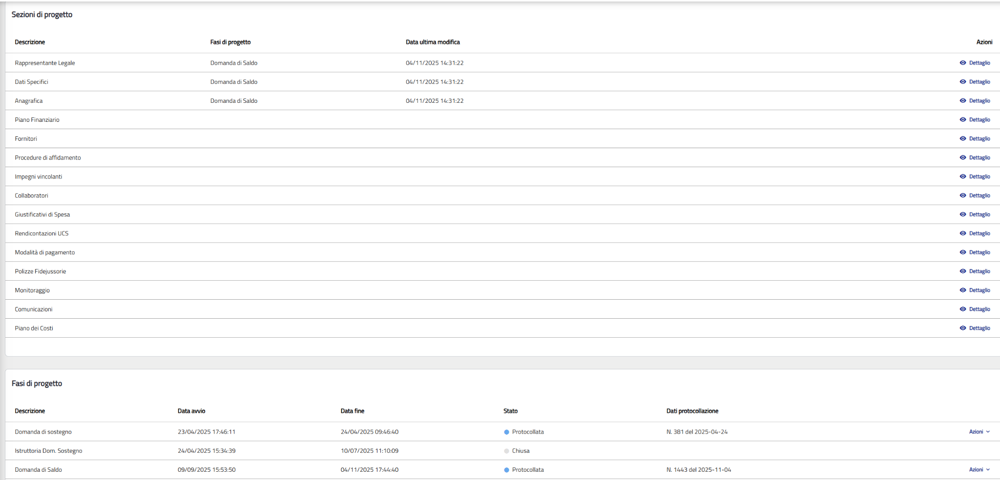 Sezioni di progetto
Descrizione Fasi di progetto Data ultima modifica Azioni
Rappresentante Legale Domanda di Saldo 04/11/2025 14:31:22 Dettaglio
Dati Specifici Domanda di Saldo 04/11/2025 14:31:22 Dettaglio
Anagrafica Domanda di Saldo 04/11/2025 14:31:22 Dettaglio
Piano Finanziario Dettaglio
Fornitori Dettaglio
Procedure di affidamento Dettaglio
Impegni vincolanti Dettaglio
Collaboratori Dettaglio
Giustificativi di Spesa Dettaglio
Rendicontazioni UCS Dettaglio
Modalità di pagamento Dettaglio
Polizze Fidejussorie Dettaglio
Monitoraggio Dettaglio
Comunicazioni Dettaglio
Piano dei Costi Dettaglio
Fasi di progetto
Descrizione Data avvio Data fine Stato Dati protocollazione
Domanda di sostegno 23/04/2025 17:46:11 24/04/2025 09:46:40 Protocollata N. 381 del 2025-04-24 Azioni
Istruttoria Dom. Sostegno 24/04/2025 15:34:39 10/07/2025 11:10:09 Chiusa
Domanda di Saldo 09/09/2025 15:53:50 04/11/2025 17:44:40 Protocollata N. 1443 del 2025-11-04 Azioni